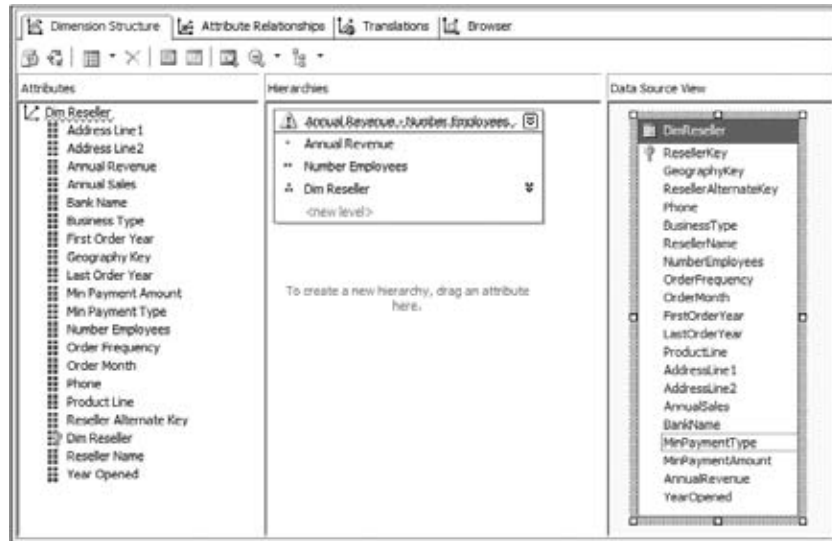 Dimension Structure Attribute Relationships Translations Browser
Attributes
Dim Reseller
Address Line1
Address Line2
Annual Revenue
Annual Sales
Bank Name
Business Type
First Order Year
Geography Key
Last Order Year
Min Payment Amount
Min Payment Type
Number Employees
Order Frequency
Order Month
Phone
Product Line
Reseller Alternate Key
Dim Reseller
Reseller Name
Year Opened
Hierarchies
Annual Revenue - Number Employees...
Annual Revenue
Number Employees
Dim Reseller
<new level>
To create a new hierarchy, drag an attribute
here.
Data Source View
DimReseller
ResellerKey
GeographyKey
ResellerAlternateKey
Phone
BusinessType
ResellerName
NumberEmployees
OrderFrequency
OrderMonth
FirstOrderYear
LastOrderYear
ProductLine
AddressLine1
AddressLine2
AnnualSales
BankName
MinPaymentType
MinPaymentAmount
AnnualRevenue
YearOpened